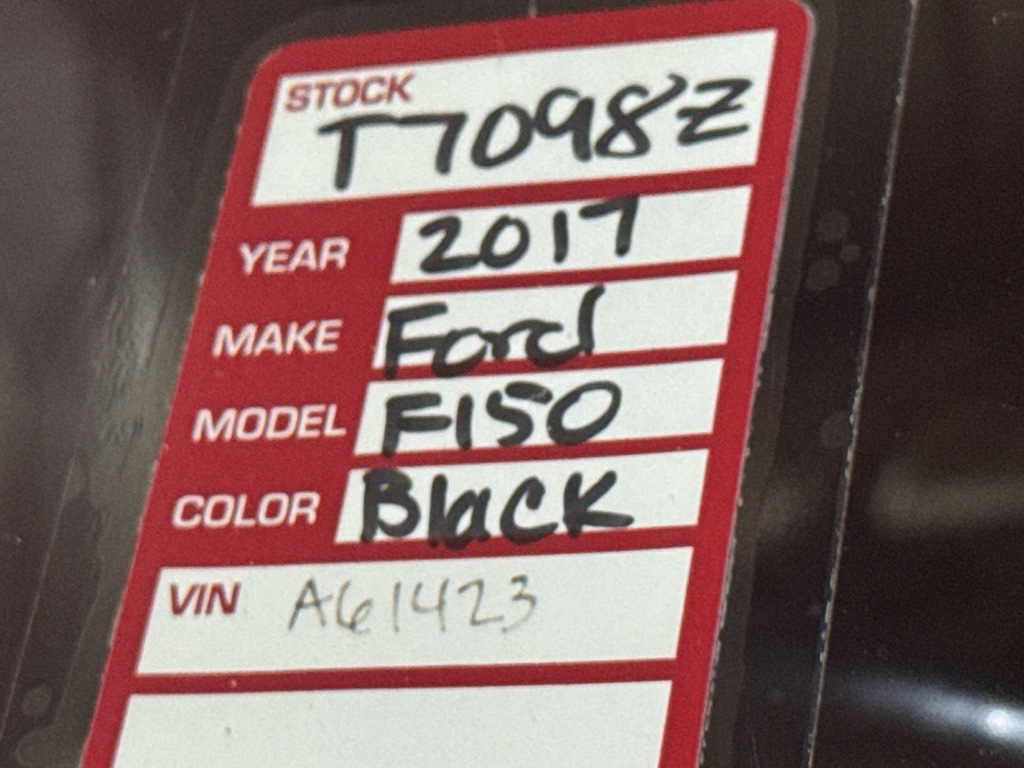 STOCK
T7098Z
YEAR 2017
MAKE Ford
MODEL F150
COLOR Black
VIN A61423